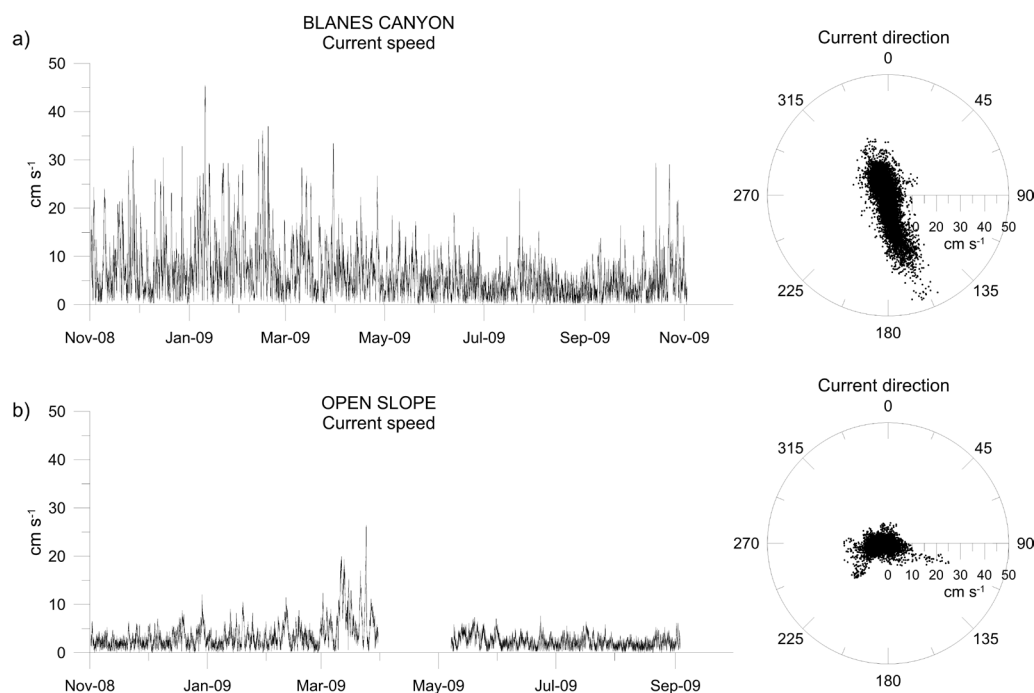 a)
BLANES CANYON
Current speed
50
40
30
20
10
0
cm s⁻¹
Nov-08 Jan-09 Mar-09 May-09 Jul-09 Sep-09 Nov-09
Current direction
0
315 45
270 90
10 20 30 40 50
cm s⁻¹
225 135
180
b)
OPEN SLOPE
Current speed
50
40
30
20
10
0
cm s⁻¹
Nov-08 Jan-09 Mar-09 May-09 Jul-09 Sep-09
Current direction
0
315 45
270 90
0 10 20 30 40 50
cm s⁻¹
225 135
180